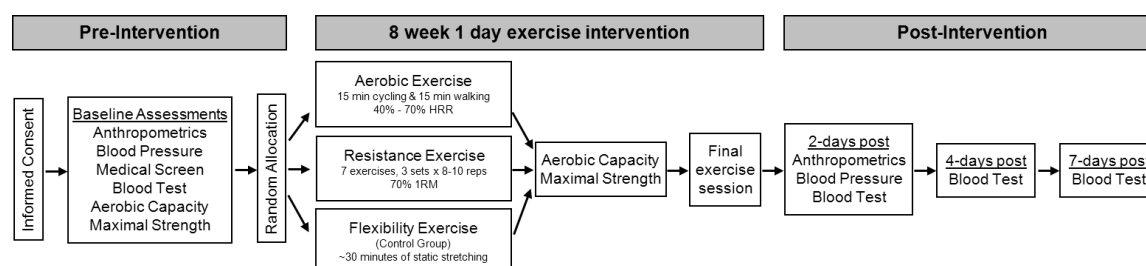 Pre-Intervention
8 week 1 day exercise intervention
Post-Intervention
Informed Consent
Baseline Assessments
Anthropometrics
Blood Pressure
Medical Screen
Blood Test
Aerobic Capacity
Maximal Strength
Random Allocation
Aerobic Exercise
15 min cycling & 15 min walking
40% - 70% HRR
Resistance Exercise
7 exercises, 3 sets x 8-10 reps
70% 1RM
Flexibility Exercise
(Control Group)
~30 minutes of static stretching
Aerobic Capacity
Maximal Strength
Final
exercise
session
2-days post
Anthropometrics
Blood Pressure
Blood Test
4-days post
Blood Test
7-days post
Blood Test